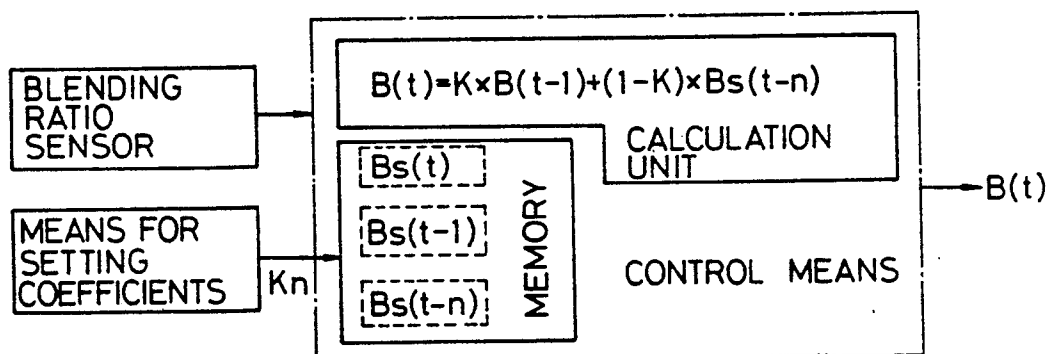 BLENDING
RATIO
SENSOR
MEANS FOR
SETTING
COEFFICIENTS
Kn
B(t)=K×B(t-1)+(1-K)×Bs(t-n)
CALCULATION
UNIT
Bs(t)
Bs(t-1)
Bs(t-n)
MEMORY
CONTROL MEANS
B(t)